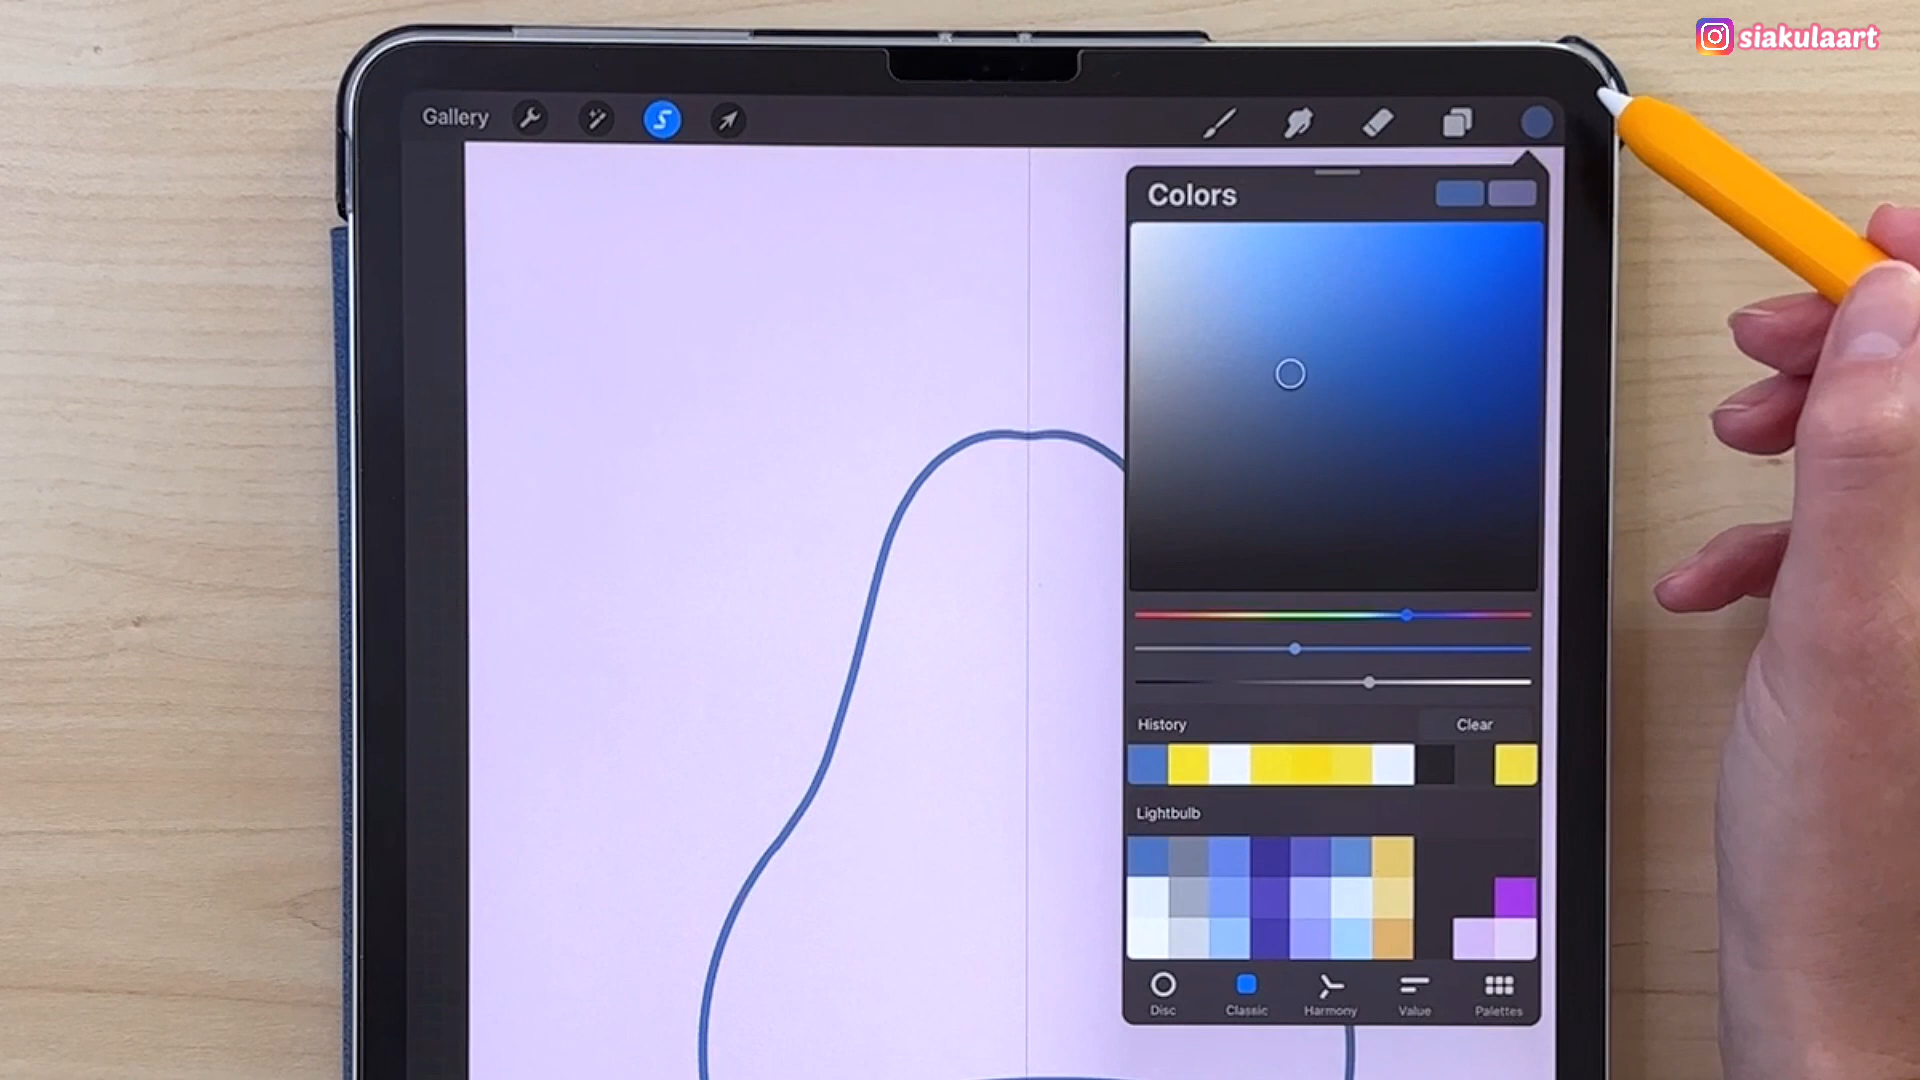 siakulaart
Gallery
Colors
History
Clear
Lightbulb
Disc
Classic
Harmony
Value
Palettes